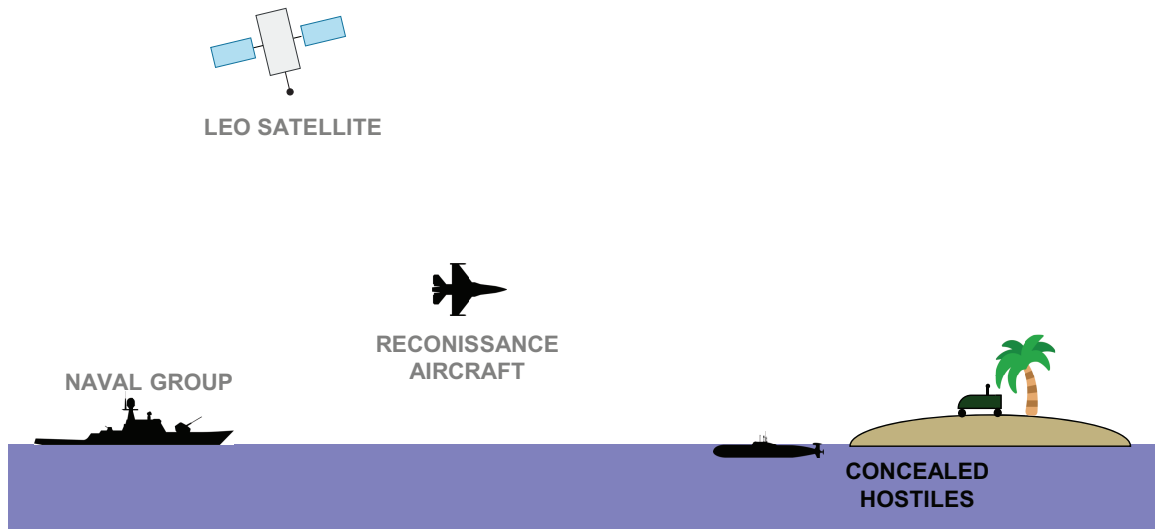 LEO SATELLITE
RECONISSANCE
AIRCRAFT
NAVAL GROUP
CONCEALED
HOSTILES